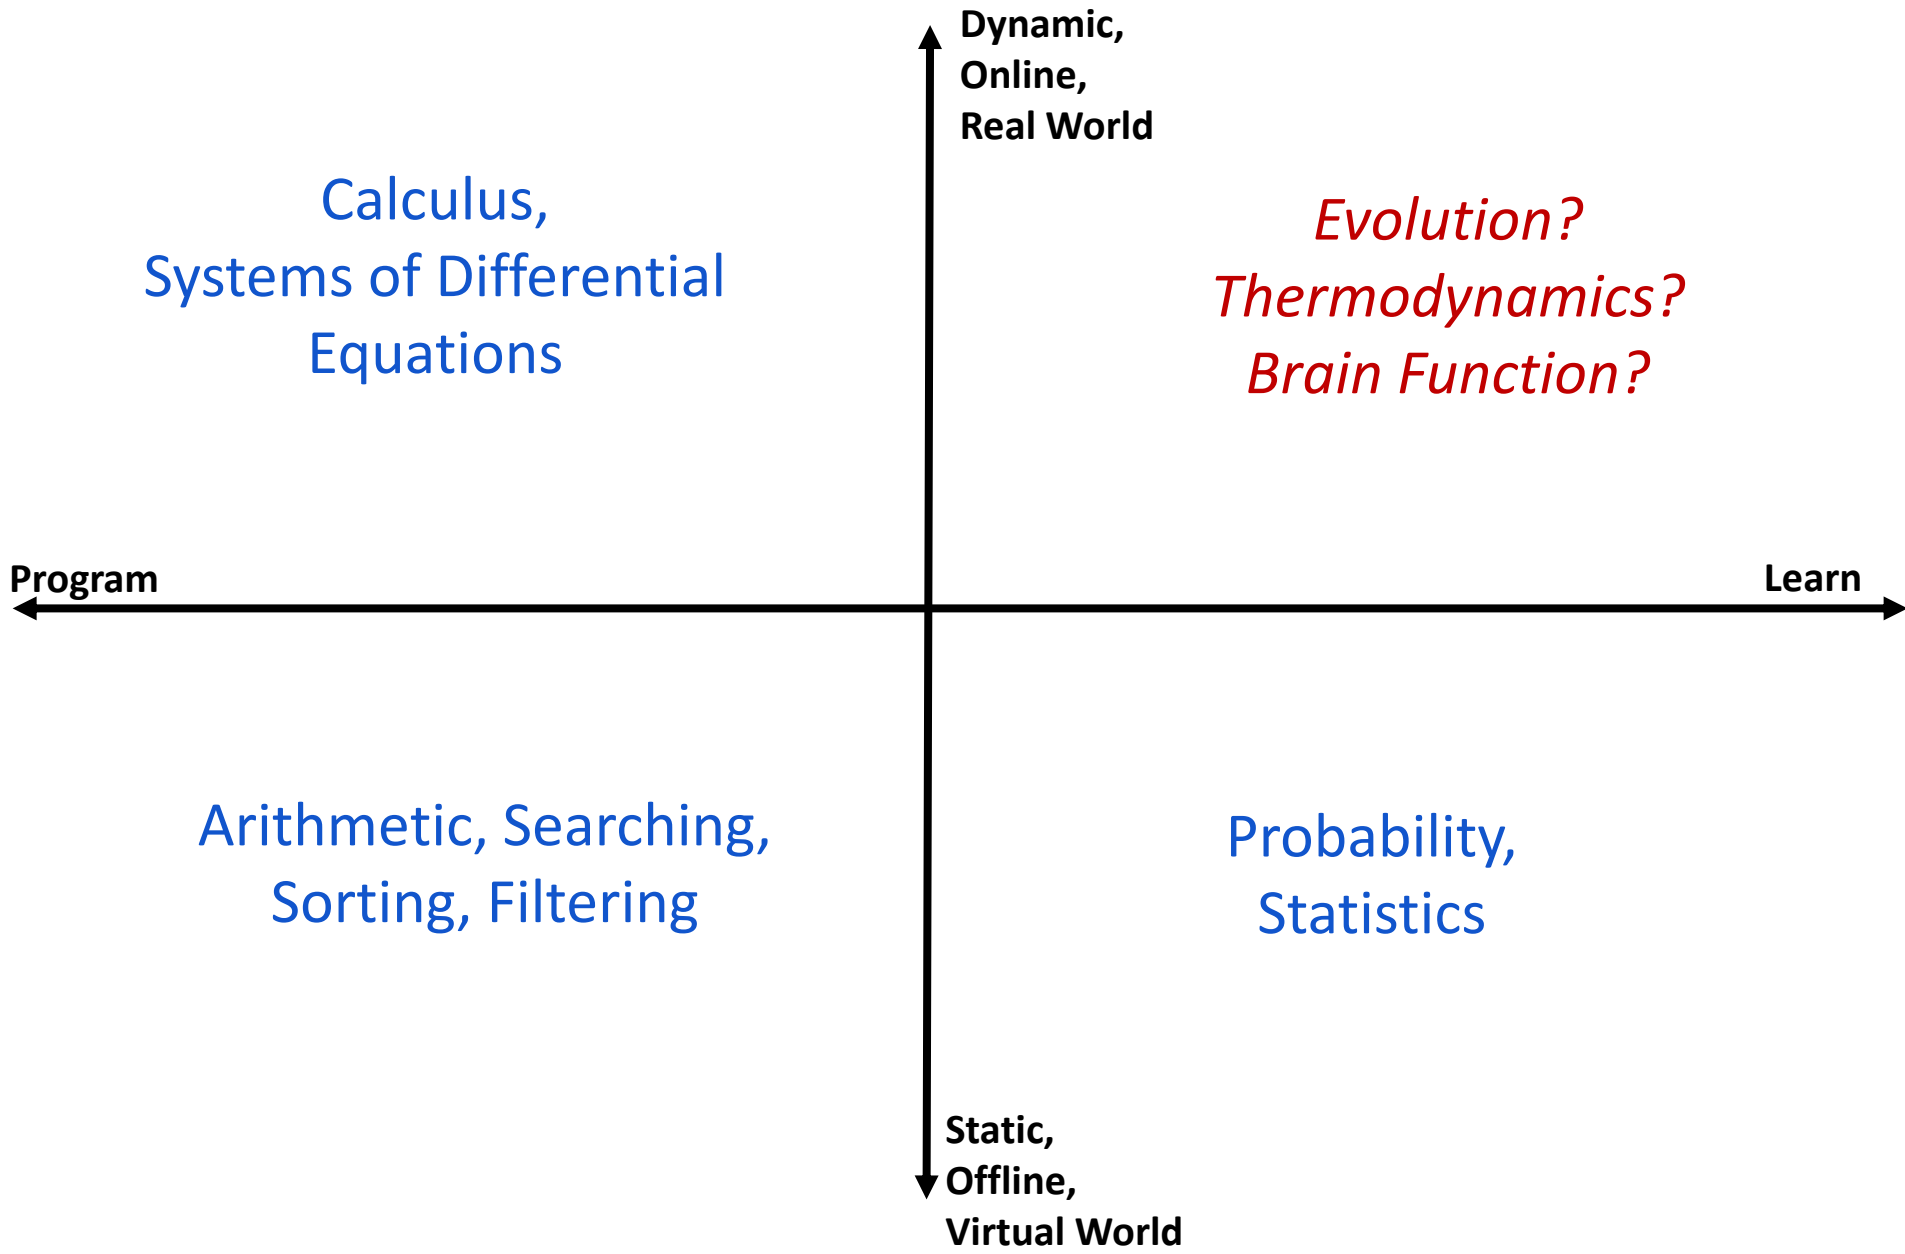 Dynamic,
Online,
Real World
Calculus,
Systems of Differential
Equations
Evolution?
Thermodynamics?
Brain Function?
Program
Learn
Arithmetic, Searching,
Sorting, Filtering
Probability,
Statistics
Static,
Offline,
Virtual World